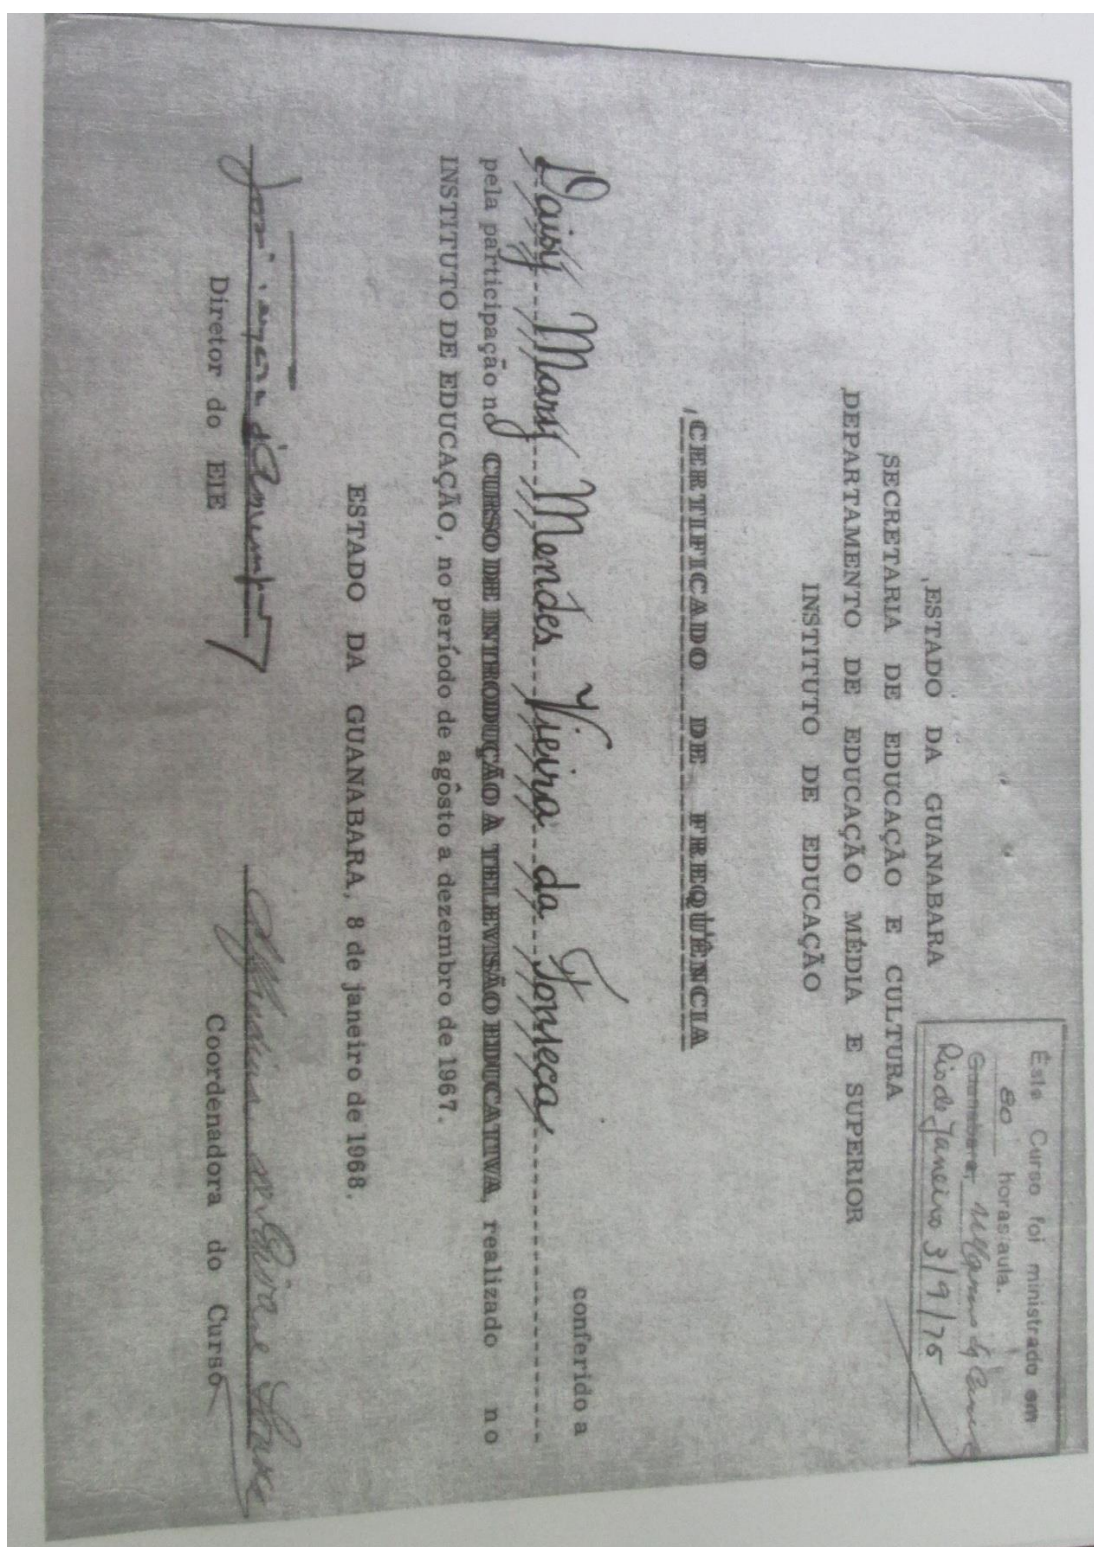 ESTADO DA GUANABARA
SECRETARIA DE EDUCAÇÃO E CULTURA
DEPARTAMENTO DE EDUCAÇÃO MÉDIA E SUPERIOR
INSTITUTO DE EDUCAÇÃO
Êste Curso foi ministrado em
80 horas/aula.
Guanabara,
Rio de Janeiro 3/9/75
CERTIFICADO DE FREQÜÊNCIA
conferido a
Daisy Mary Mendes Vieira da Fonseca
pela participação no CURSO DE INTRODUÇÃO A TELEVISÃO EDUCATIVA, realizado no
INSTITUTO DE EDUCAÇÃO, no período de agôsto a dezembro de 1967.
ESTADO DA GUANABARA, 8 de janeiro de 1968.
Diretor do EIE
Coordenadora do Curso